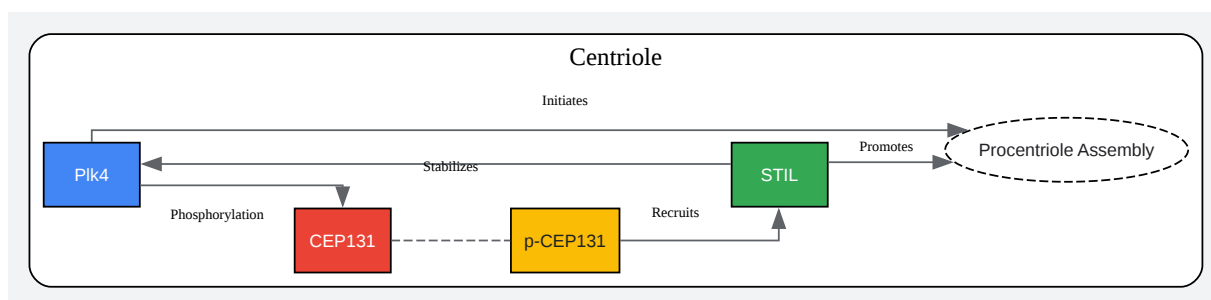 Centriole
Initiates
Plk4
Stabilizes
STIL
Promotes
Procentriole Assembly
Phosphorylation
CEP131
p-CEP131
Recruits